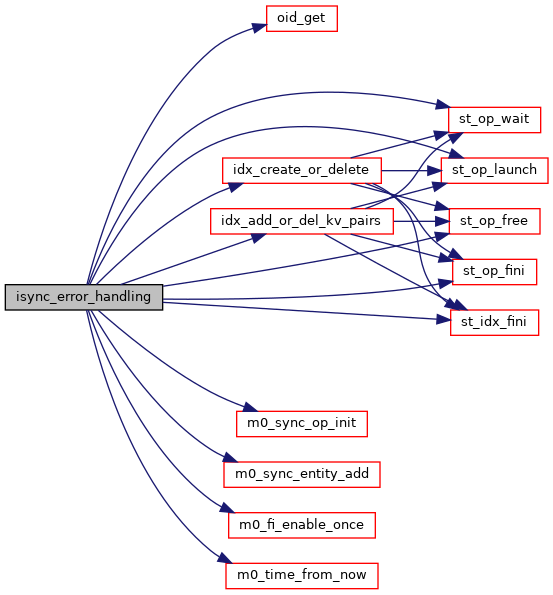 oid_get
st_op_wait
idx_create_or_delete
st_op_launch
idx_add_or_del_kv_pairs
st_op_free
st_op_fini
isync_error_handling
st_idx_fini
m0_sync_op_init
m0_sync_entity_add
m0_fi_enable_once
m0_time_from_now